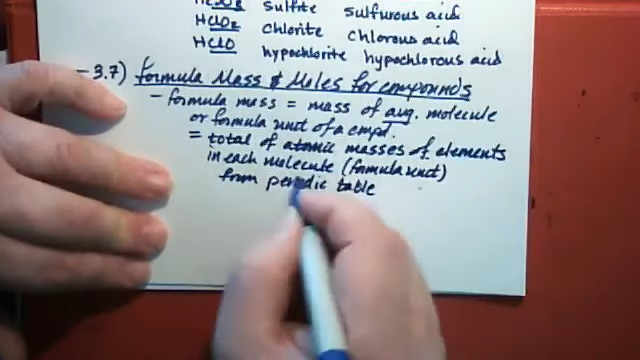 sulfite sulfurous acid
HClO₂ chlorite chlorous acid
HClO hypochlorite hypochlorous acid
- 3.7) Formula Mass & Moles for compounds
- formula mass = mass of avg. molecule
or formula unit of a cmpd.
= total of atomic masses of elements
in each molecule (formula unit)
from periodic table